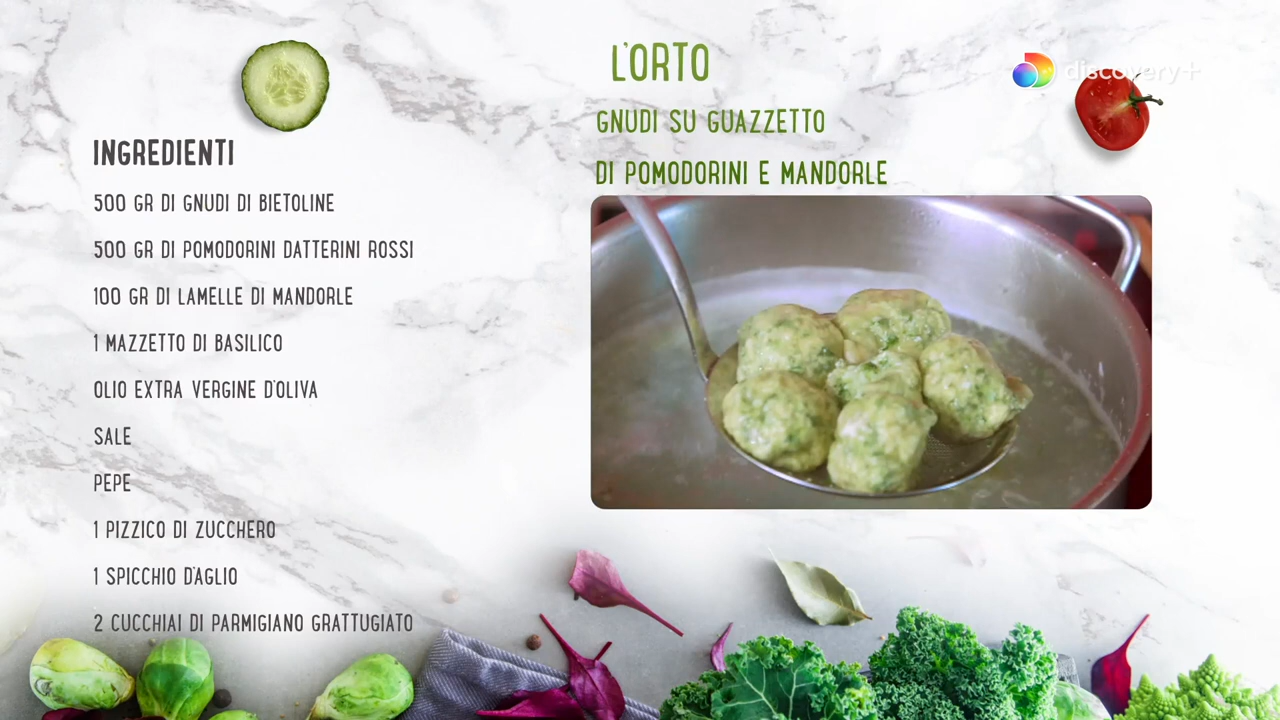 L'ORTO
GNUDI SU GUAZZETTO
DI POMODORINI E MANDORLE
discovery+
INGREDIENTI
500 GR DI GNUDI DI BIETOLINE
500 GR DI POMODORINI DATTERINI ROSSI
100 GR DI LAMELLE DI MANDORLE
1 MAZZETTO DI BASILICO
OLIO EXTRA VERGINE D'OLIVA
SALE
PEPE
1 PIZZICO DI ZUCCHERO
1 SPICCHIO D'AGLIO
2 CUCCHIAI DI PARMIGIANO GRATTUGIATO